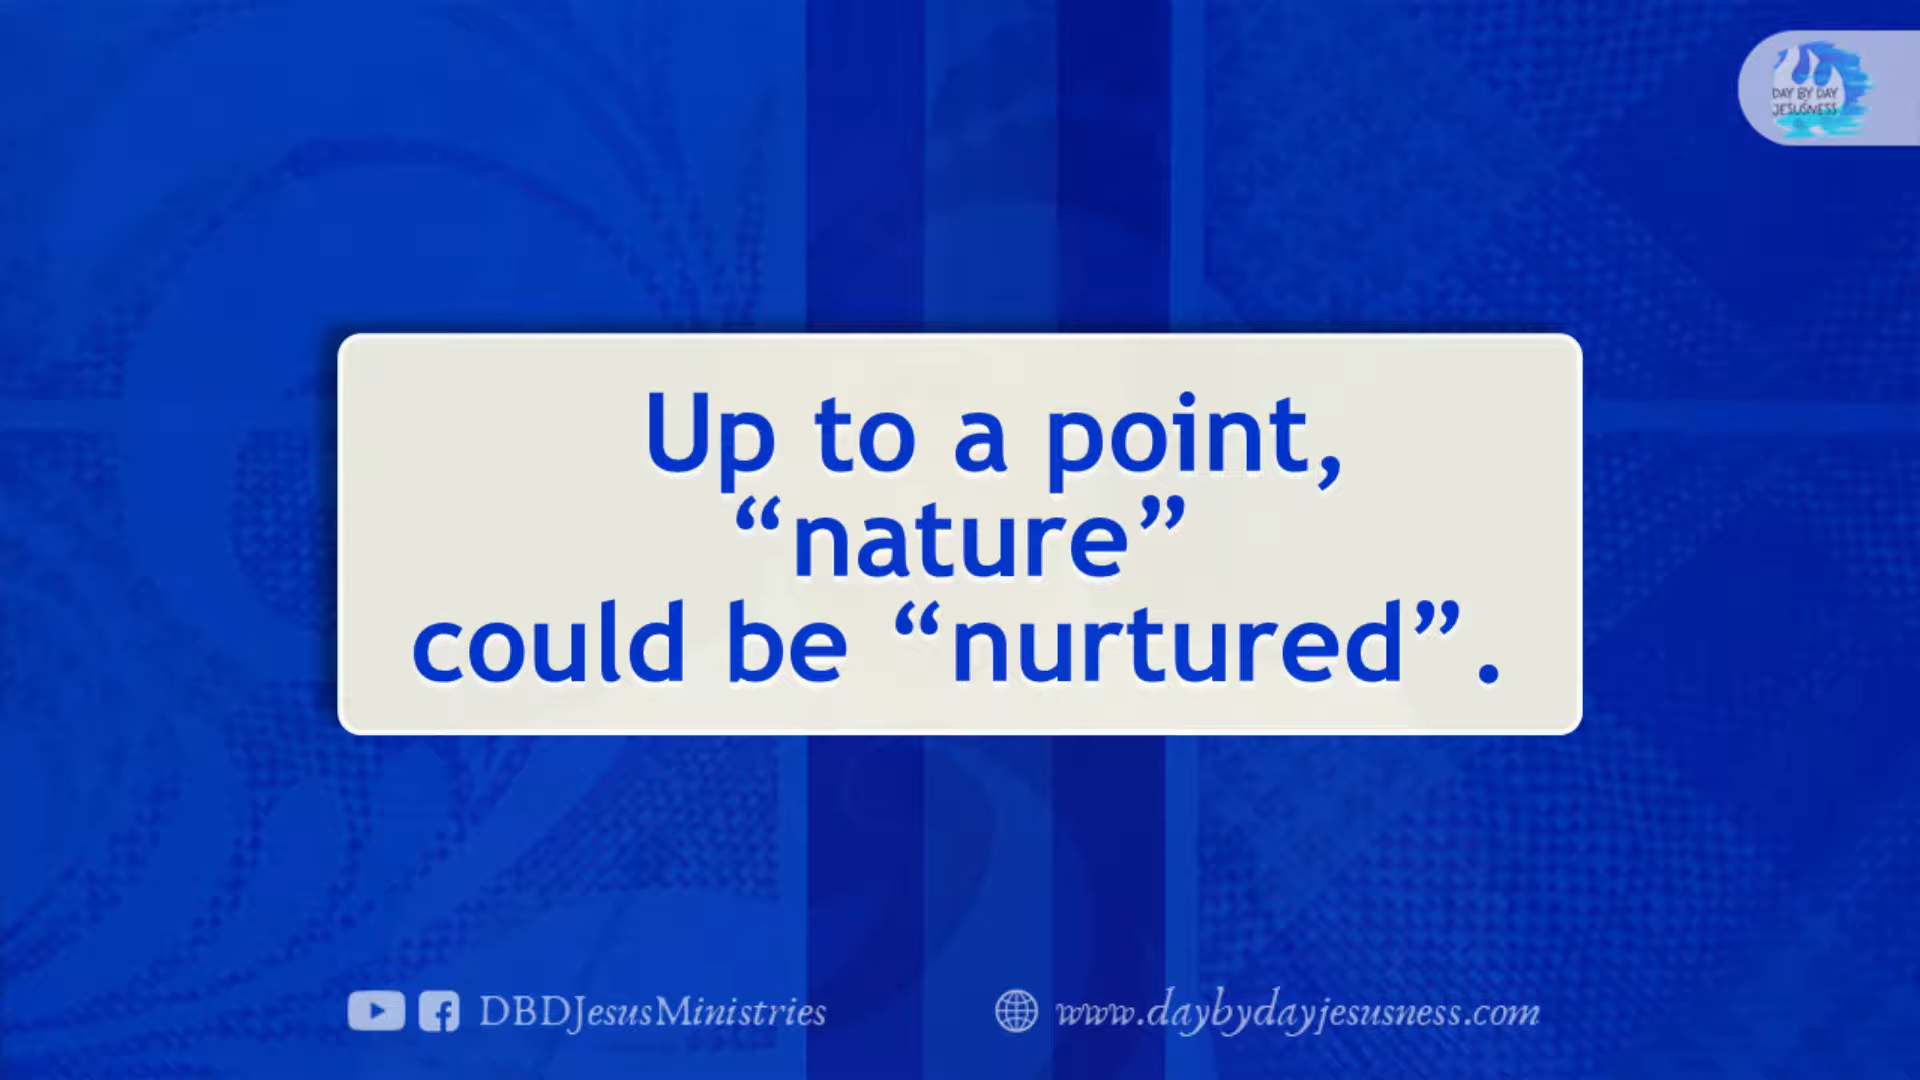 DAY BY DAY
JESUSNESS
Up to a point,
“nature”
could be “nurtured”.
DBDJesusMinistries
www.daybydayjesusness.com